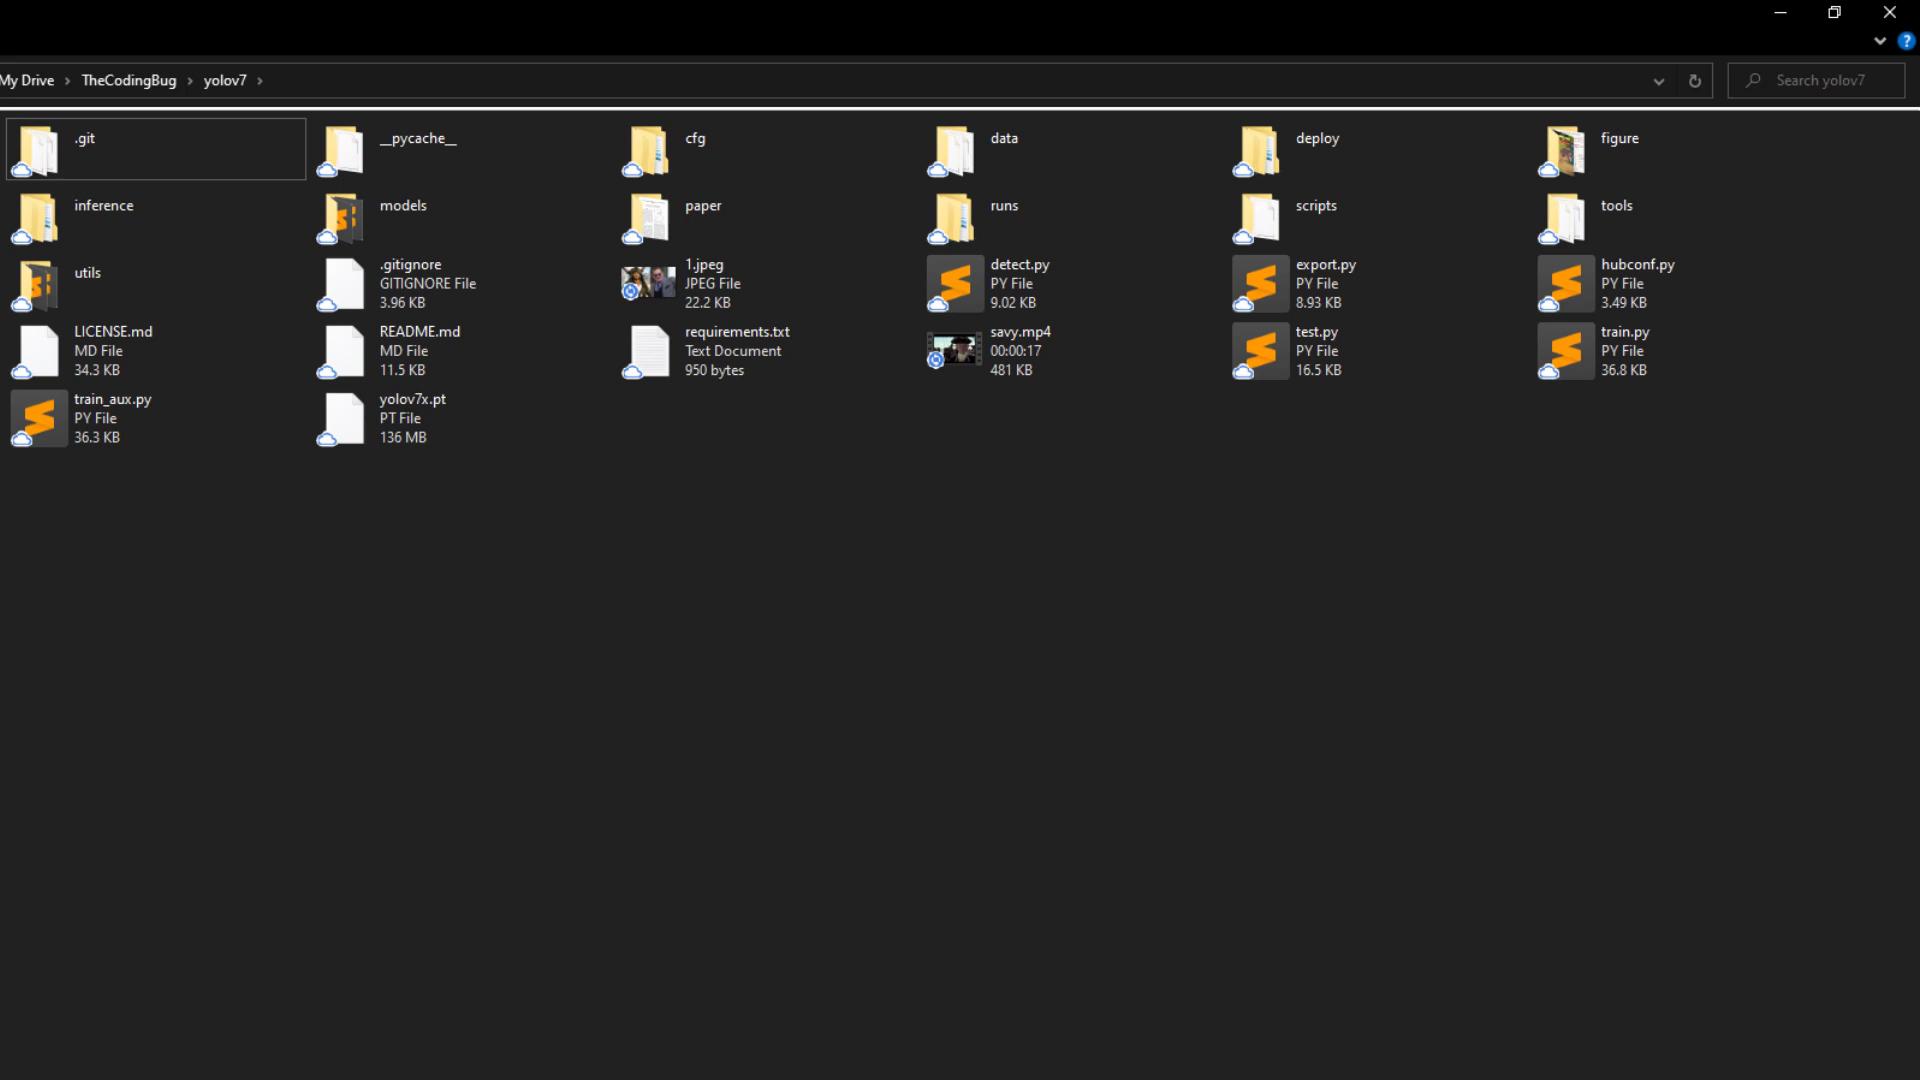 My Drive > TheCodingBug > yolov7 >
Search yolov7
.git
__pycache__
cfg
data
deploy
figure
inference
models
paper
runs
scripts
tools
utils
.gitignore
GITIGNORE File
3.96 KB
1.jpeg
JPEG File
22.2 KB
detect.py
PY File
9.02 KB
export.py
PY File
8.93 KB
hubconf.py
PY File
3.49 KB
LICENSE.md
MD File
34.3 KB
README.md
MD File
11.5 KB
requirements.txt
Text Document
950 bytes
savy.mp4
00:00:17
481 KB
test.py
PY File
16.5 KB
train.py
PY File
36.8 KB
train_aux.py
PY File
36.3 KB
yolov7x.pt
PT File
136 MB